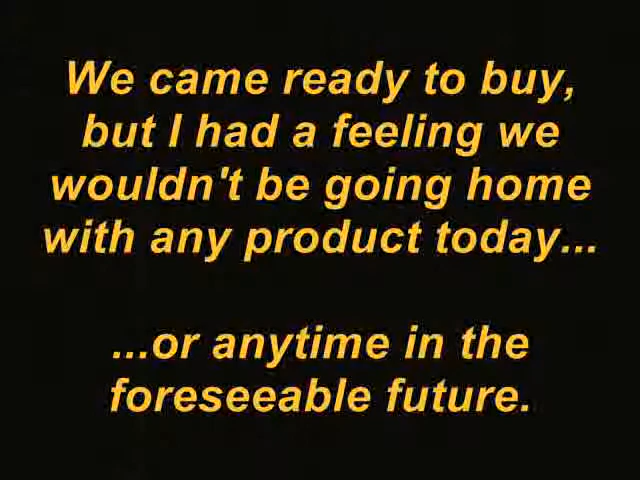 We came ready to buy,
but I had a feeling we
wouldn't be going home
with any product today...
...or anytime in the
foreseeable future.